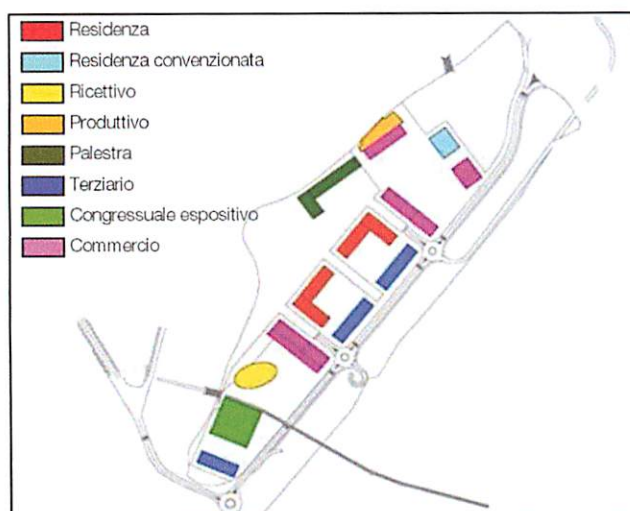 Residenza
Residenza convenzionata
Ricettivo
Produttivo
Palestra
Terziario
Congressuale espositivo
Commercio